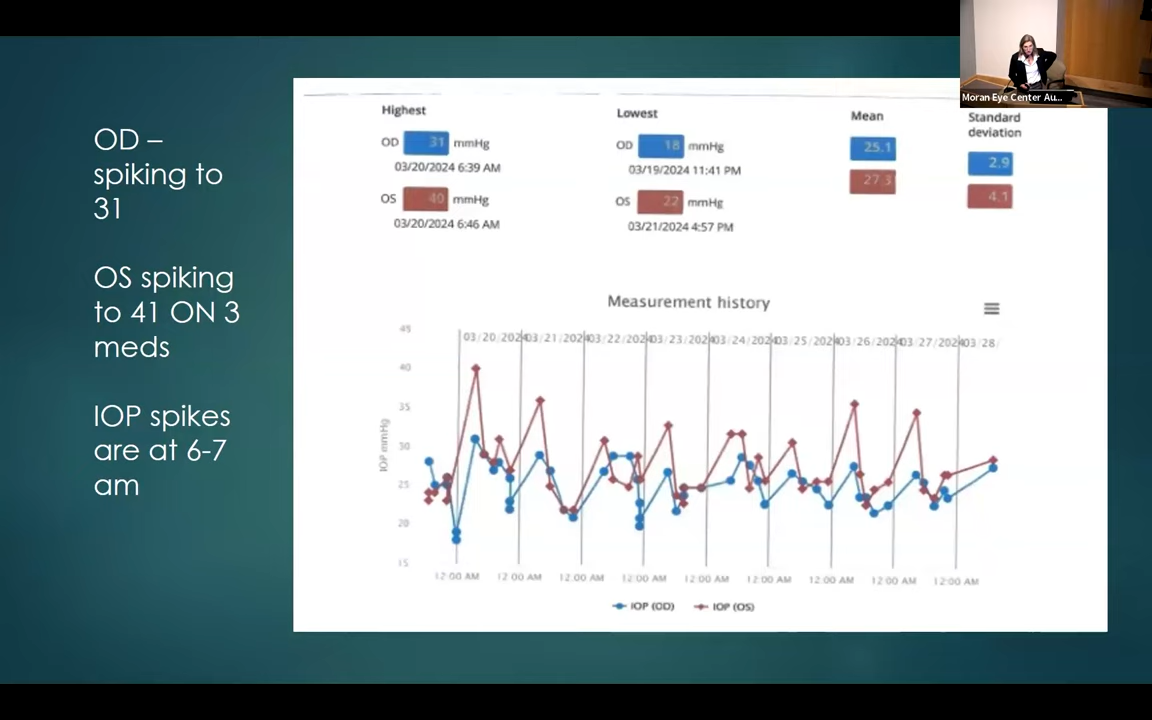 Moran Eye Center Au...
OD –
spiking to
31
OS spiking
to 41 ON 3
meds
IOP spikes
are at 6-7
am
Highest
OD 31 mmHg
03/20/2024 6:39 AM
OS 40 mmHg
03/20/2024 6:46 AM
Lowest
OD 18 mmHg
03/19/2024 11:41 PM
OS 22 mmHg
03/21/2024 4:57 PM
Mean
25.1
27.3
Standard
deviation
2.9
4.1
Measurement history
03/20/2024 03/21/2024 03/22/2024 03/23/2024 03/24/2024 03/25/2024 03/26/2024 03/27/2024 03/28/
45
40
35
30
25
20
15
IOP mmHg
12:00 AM 12:00 AM 12:00 AM 12:00 AM 12:00 AM 12:00 AM 12:00 AM 12:00 AM 12:00 AM
IOP (OD) IOP (OS)